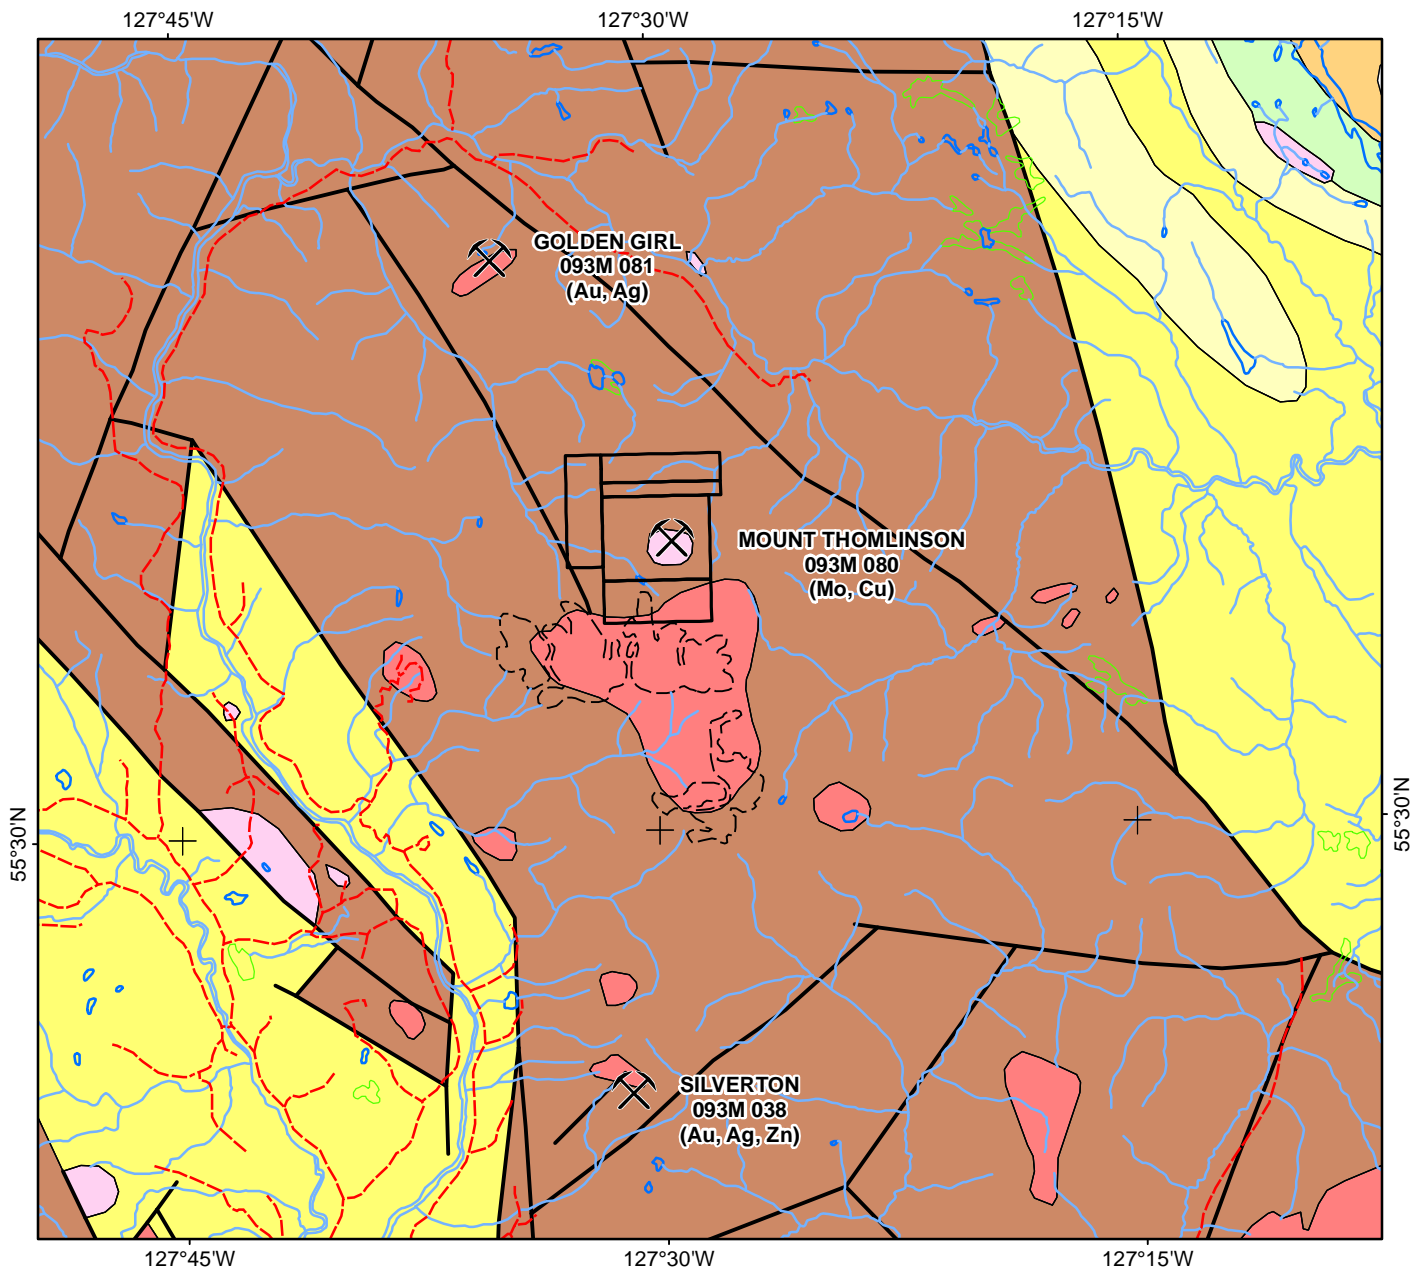 127°45'W
127°30'W
127°15'W
GOLDEN GIRL
093M 081
(Au, Ag)
MOUNT THOMLINSON
093M 080
(Mo, Cu)
55°30'N
55°30'N
SILVERTON
093M 038
(Au, Ag, Zn)
127°45'W
127°30'W
127°15'W